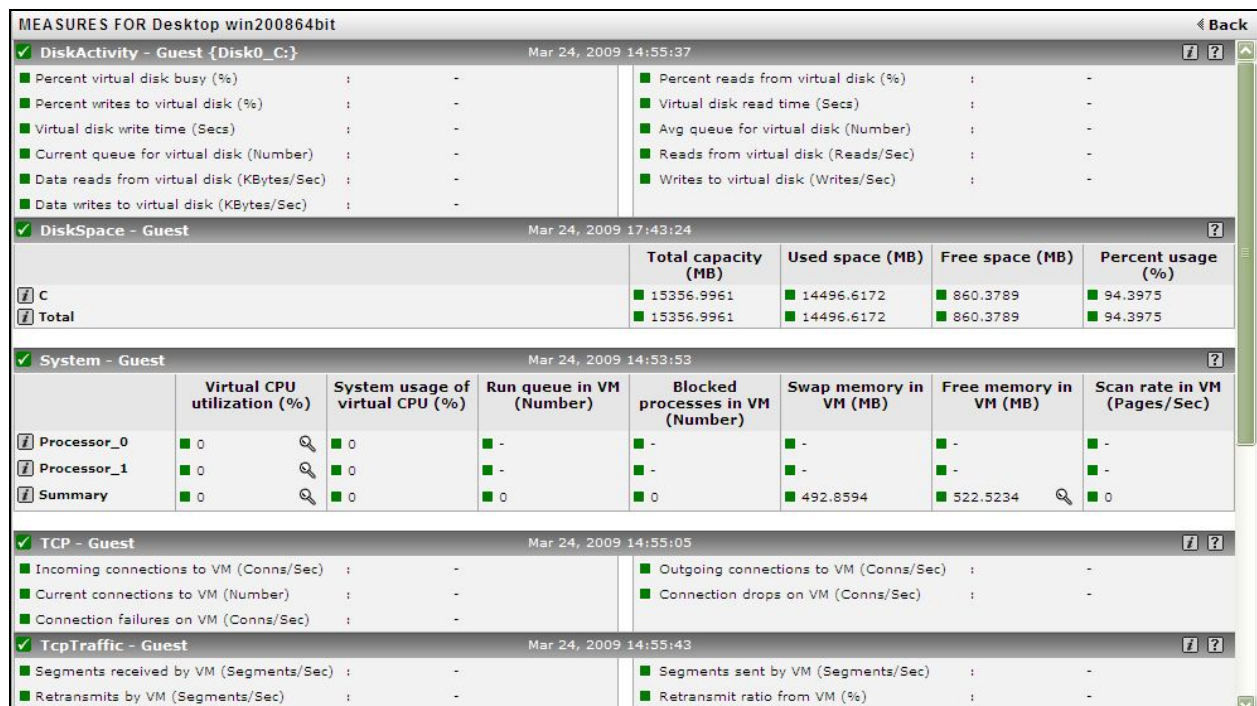 MEASURES FOR Desktop win200864bit Back
DiskActivity - Guest {Disk0_C:} Mar 24, 2009 14:55:37
Percent virtual disk busy (%) : - Percent reads from virtual disk (%) : -
Percent writes to virtual disk (%) : - Virtual disk read time (Secs) : -
Virtual disk write time (Secs) : - Avg queue for virtual disk (Number) : -
Current queue for virtual disk (Number) : - Reads from virtual disk (Reads/Sec) : -
Data reads from virtual disk (KBytes/Sec) : - Writes to virtual disk (Writes/Sec) : -
Data writes to virtual disk (KBytes/Sec) : -
DiskSpace - Guest Mar 24, 2009 17:43:24
Total capacity (MB) Used space (MB) Free space (MB) Percent usage (%)
C 15356.9961 14496.6172 860.3789 94.3975
Total 15356.9961 14496.6172 860.3789 94.3975
System - Guest Mar 24, 2009 14:53:53
Virtual CPU utilization (%) System usage of virtual CPU (%) Run queue in VM (Number) Blocked processes in VM (Number) Swap memory in VM (MB) Free memory in VM (MB) Scan rate in VM (Pages/Sec)
Processor_0 0 0 - - - - -
Processor_1 0 0 - - - - -
Summary 0 0 0 0 492.8594 522.5234 0
TCP - Guest Mar 24, 2009 14:55:05
Incoming connections to VM (Conns/Sec) : - Outgoing connections to VM (Conns/Sec) : -
Current connections to VM (Number) : - Connection drops on VM (Conns/Sec) : -
Connection failures on VM (Conns/Sec) : -
TcpTraffic - Guest Mar 24, 2009 14:55:43
Segments received by VM (Segments/Sec) : - Segments sent by VM (Segments/Sec) : -
Retransmits by VM (Segments/Sec) : - Retransmit ratio from VM (%) : -